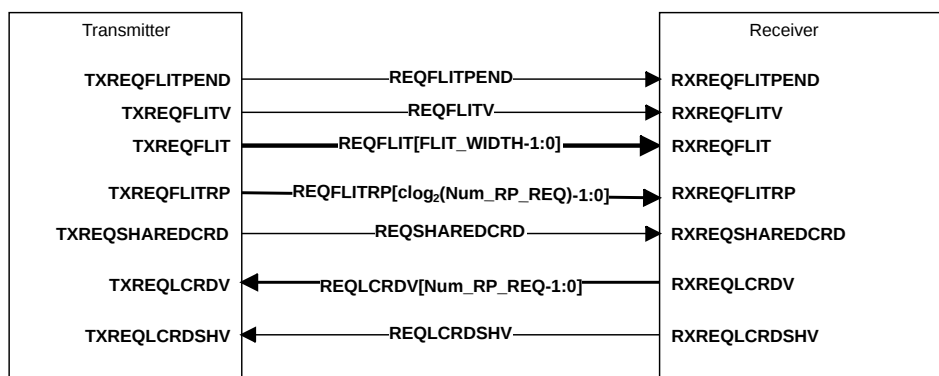 Transmitter Receiver
TXREQFLITPEND REQFLITPEND RXREQFLITPEND
TXREQFLITV REQFLITV RXREQFLITV
TXREQFLIT REQFLIT[FLIT_WIDTH-1:0] RXREQFLIT
TXREQFLITRP REQFLITRP[clog₂(Num_RP_REQ)-1:0] RXREQFLITRP
TXREQSHAREDCRD REQSHAREDCRD RXREQSHAREDCRD
TXREQLCRDV REQLCRDV[Num_RP_REQ-1:0] RXREQLCRDV
TXREQLCRDSHV REQLCRDSHV RXREQLCRDSHV